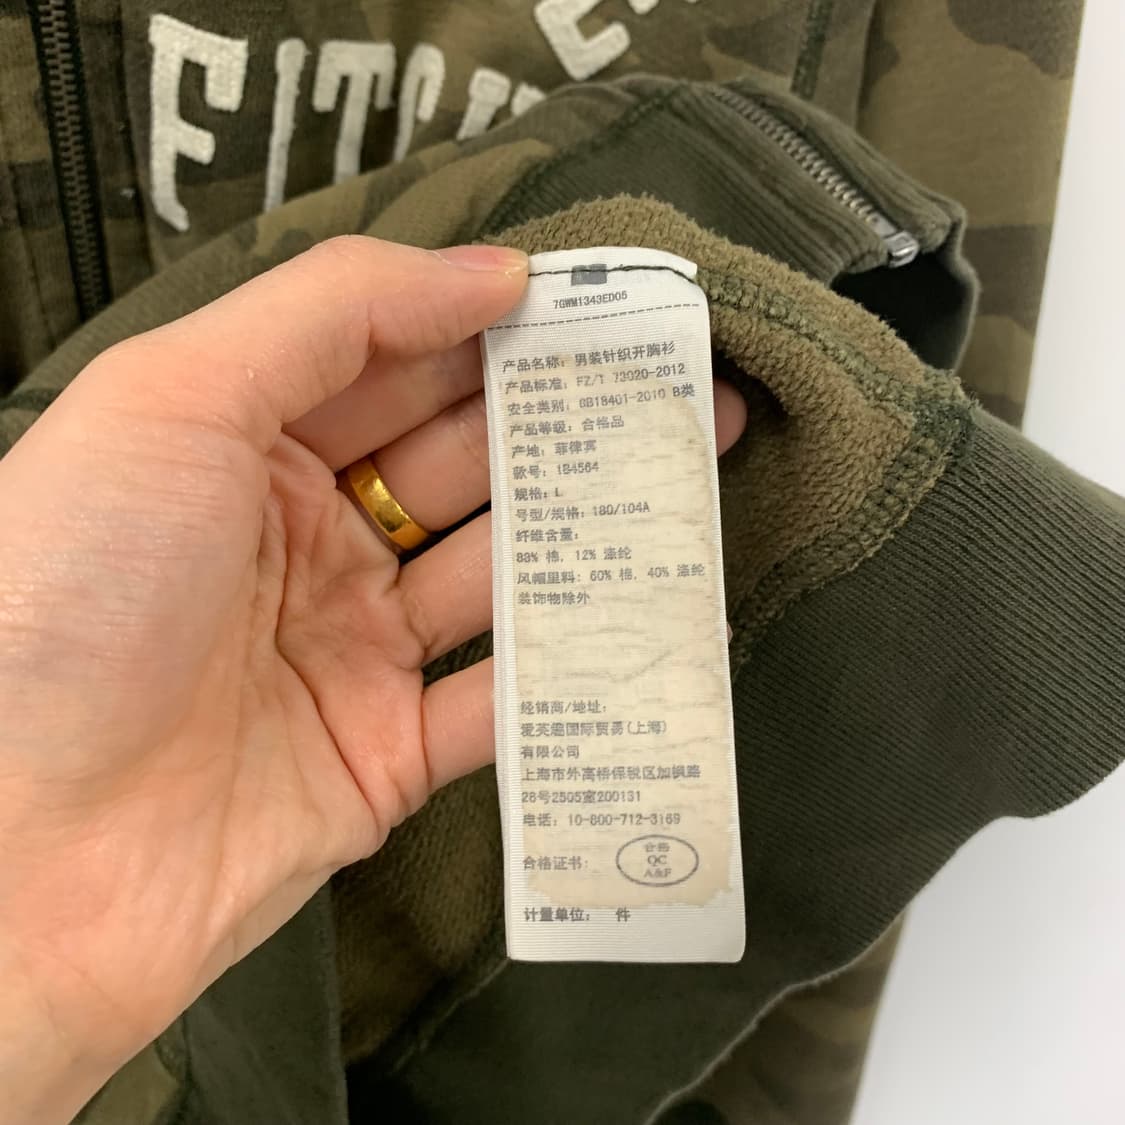 FITCH
7GWM1343ED05
产品名称: 男装针织开胸衫
产品标准: FZ/T 73020-2012
安全类别: GB18401-2010 B类
产品等级: 合格品
产地: 菲律宾
款号: 184564
规格: L
号型/规格: 180/104A
纤维含量:
88% 棉, 12% 涤纶
风帽里料: 60% 棉, 40% 涤纶
装饰物除外
经销商/地址:
爱芙趣国际贸易(上海)
有限公司
上海市外高桥保税区加枫路
28号2505室200131
电话: 10-800-712-3169
合格证书:
合格
QC
A&F
计量单位: 件